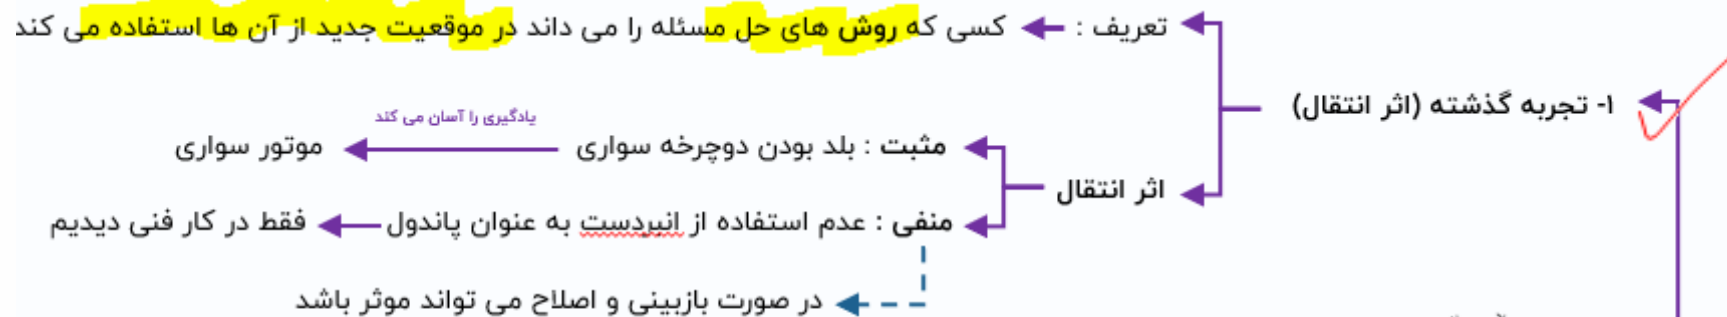 ۱- تجربه گذشته (اثر انتقال)
تعریف : کسی که روش های حل مسئله را می داند در موقعیت جدید از آن ها استفاده می کند
اثر انتقال
مثبت : بلد بودن دوچرخه سواری
یادگیری را آسان می کند
موتور سواری
منفی : عدم استفاده از انبردست به عنوان پاندول
فقط در کار فنی دیدیم
در صورت بازبینی و اصلاح می تواند موثر باشد